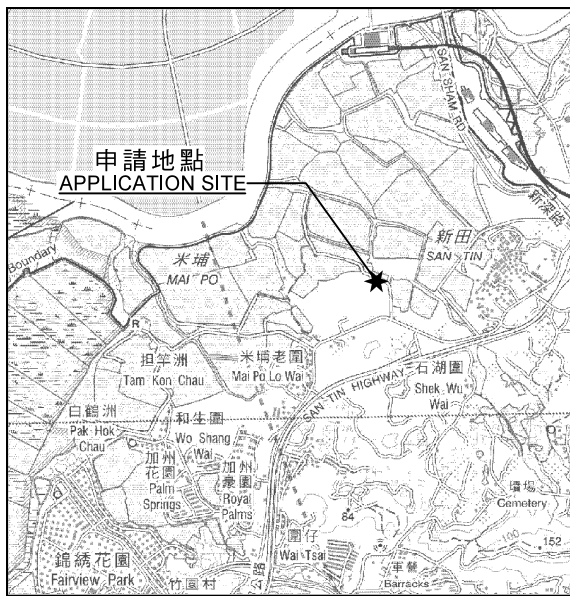 申請地點
APPLICATION SITE
SAN SHAM RD
新深路
新田
SAN TIN
米埔
MAI PO
Boundary
R
担竿洲
Tam Kon Chau
米埔老圍
Mai Po Lo Wai
SAN TIN HIGHWAY
石湖圍
Shek Wu
Wai
白鶴洲
Pak Hok
Chau
和生圍
Wo Shang
Wai
加州
花園
Palm
Springs
加州
豪園
Royal
Palms
圍仔
Wai Tsai
84
墳場
Cemetery
100
152
錦綉花園
Fairview Park
竹園村
公路
軍營
Barracks